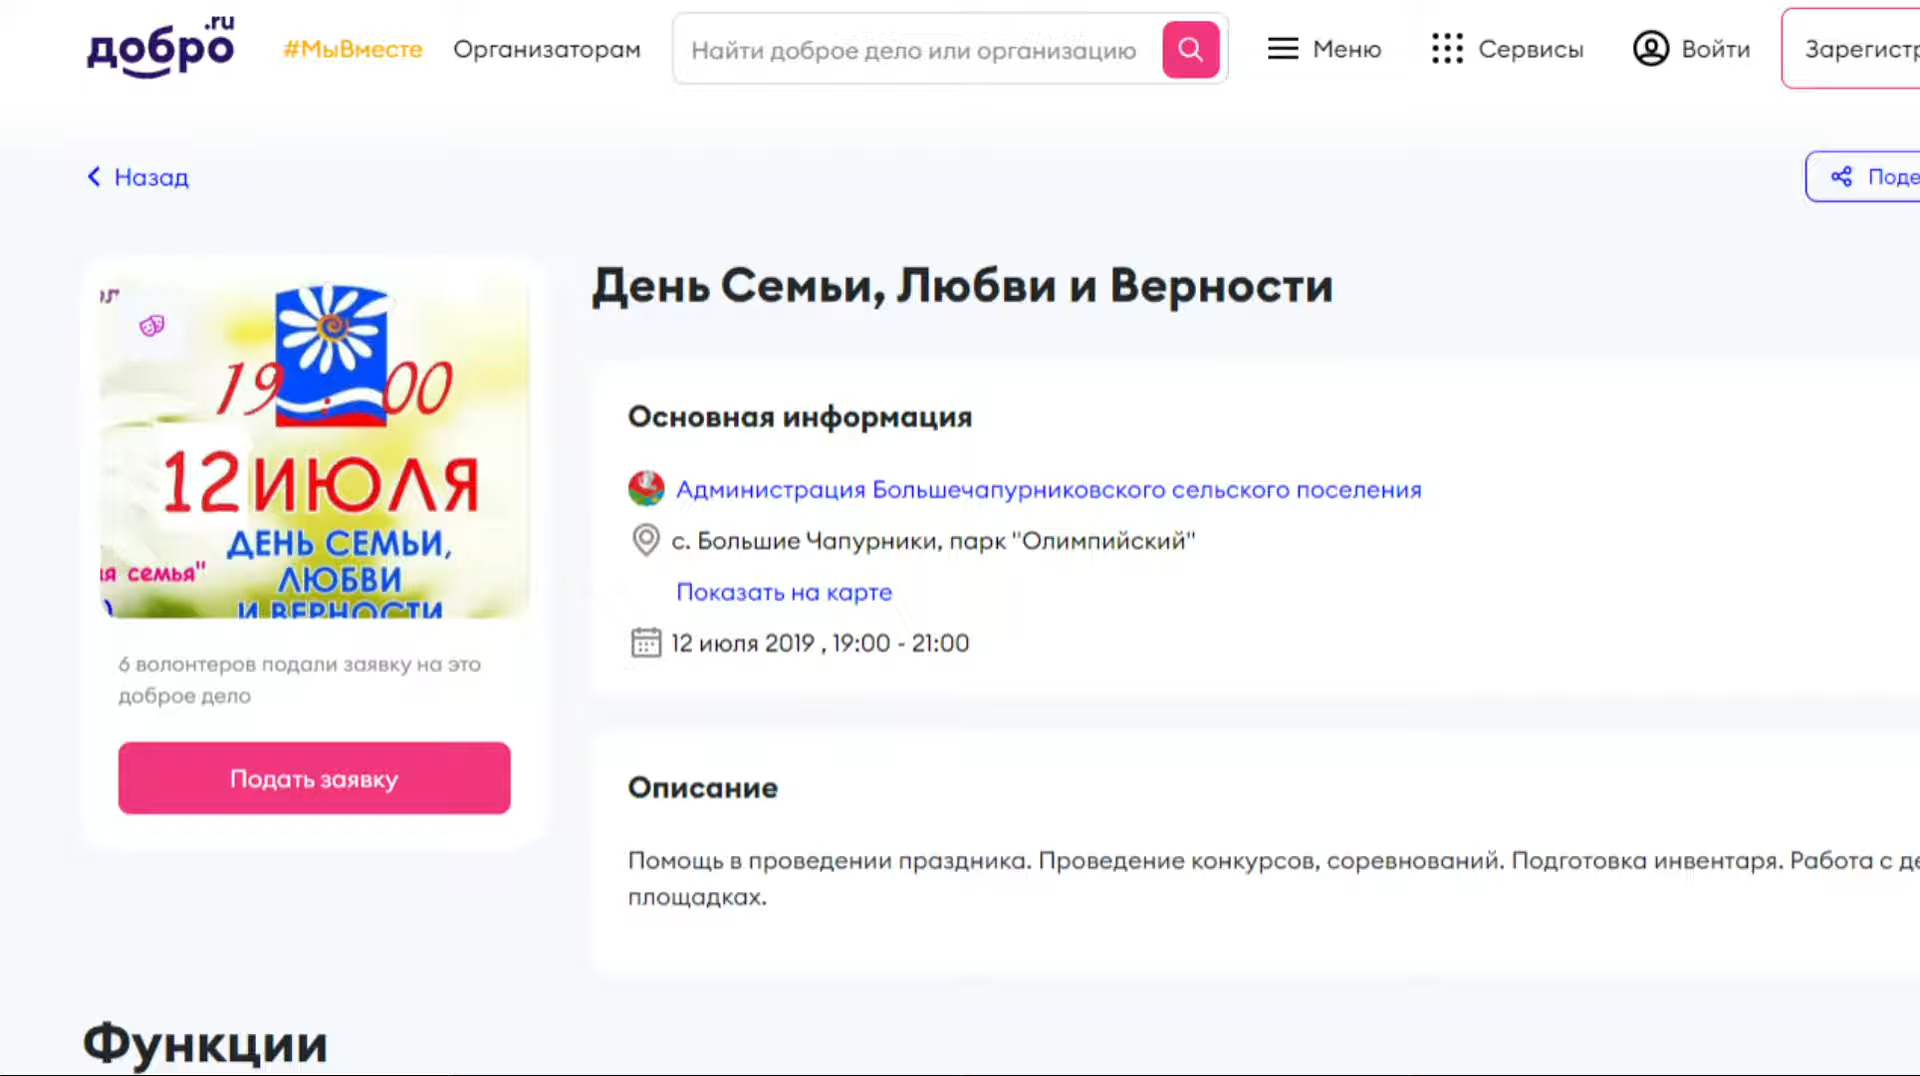 добро.ru
#МыВместе
Организаторам
Найти доброе дело или организацию
Меню
Сервисы
Войти
Назад
День Семьи, Любви и Верности
19:00
12 ИЮЛЯ
ДЕНЬ СЕМЬИ,
семья"
ЛЮБВИ
И ВЕРНОСТИ
6 волонтеров подали заявку на это
доброе дело
Подать заявку
Основная информация
Администрация Большечапурниковского сельского поселения
с. Большие Чапурники, парк "Олимпийский"
Показать на карте
12 июля 2019 , 19:00 - 21:00
Описание
Помощь в проведении праздника. Проведение конкурсов, соревнований. Подготовка инвентаря. Работа с
площадках.
Функции